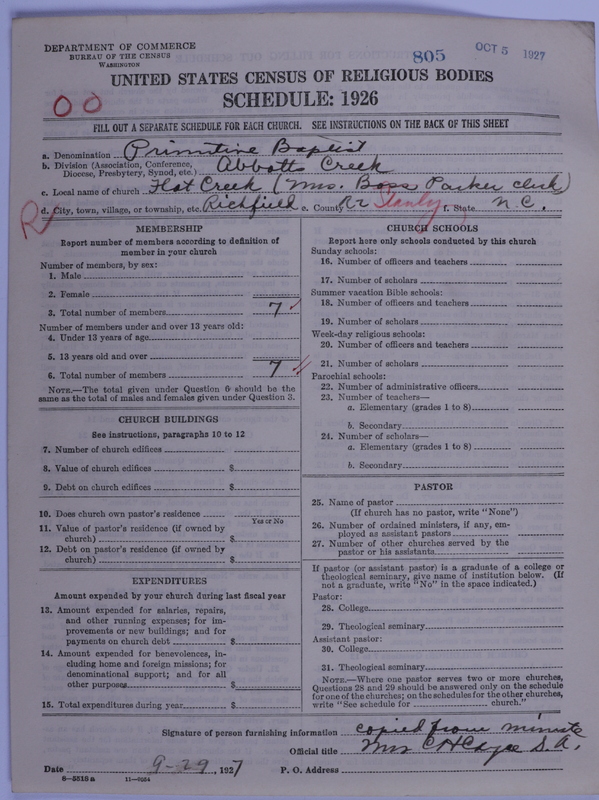 DEPARTMENT OF COMMERCE
BUREAU OF THE CENSUS
WASHINGTON
805
OCT 5 1927
UNITED STATES CENSUS OF RELIGIOUS BODIES
SCHEDULE: 1926
00
FILL OUT A SEPARATE SCHEDULE FOR EACH CHURCH. SEE INSTRUCTIONS ON THE BACK OF THIS SHEET
a. Denomination Primitive Baptist
b. Division (Association, Conference, Diocese, Presbytery, Synod, etc.) Abbotts Creek
c. Local name of church Flat Creek (Mrs. Boss Parker clerk)
R
d. City, town, village, or township, etc. Richfield e. County R2 Stanly f. State N.C.
MEMBERSHIP
Report number of members according to definition of
member in your church
Number of members, by sex:
1. Male
2. Female
3. Total number of members 7
Number of members under and over 13 years old:
4. Under 13 years of age
5. 13 years old and over
6. Total number of members 7
NOTE.—The total given under Question 6 should be the
same as the total of males and females given under Question 3.
CHURCH BUILDINGS
See instructions, paragraphs 10 to 12
7. Number of church edifices
8. Value of church edifices $
9. Debt on church edifices $
10. Does church own pastor's residence
Yes or No
11. Value of pastor's residence (if owned by
church) $
12. Debt on pastor's residence (if owned by
church) $
EXPENDITURES
Amount expended by your church during last fiscal year
13. Amount expended for salaries, repairs,
and other running expenses; for im-
provements or new buildings; and for
payments on church debt $
14. Amount expended for benevolences, in-
cluding home and foreign missions; for
denominational support; and for all
other purposes $
15. Total expenditures during year $
CHURCH SCHOOLS
Report here only schools conducted by this church
Sunday schools:
16. Number of officers and teachers
17. Number of scholars
Summer vacation Bible schools:
18. Number of officers and teachers
19. Number of scholars
Week-day religious schools:
20. Number of officers and teachers
21. Number of scholars
Parochial schools:
22. Number of administrative officers
23. Number of teachers—
a. Elementary (grades 1 to 8)
b. Secondary
24. Number of scholars—
a. Elementary (grades 1 to 8)
b. Secondary
PASTOR
25. Name of pastor
(If church has no pastor, write "None")
26. Number of ordained ministers, if any, em-
ployed as assistant pastors
27. Number of other churches served by the
pastor or his assistants
If pastor (or assistant pastor) is a graduate of a college or
theological seminary, give name of institution below. (If
not a graduate, write "No" in the space indicated.)
Pastor:
28. College
29. Theological seminary
Assistant pastor:
30. College
31. Theological seminary
NOTE.—Where one pastor serves two or more churches,
Questions 28 and 29 should be answered only on the schedule
for one of the churches; on the schedules for the other churches,
write "See schedule for church."
Signature of person furnishing information copied from minute
Official title Mrs C H S.A.
Date 9-29, 1927 P. O. Address
8-5518 a 11-9034